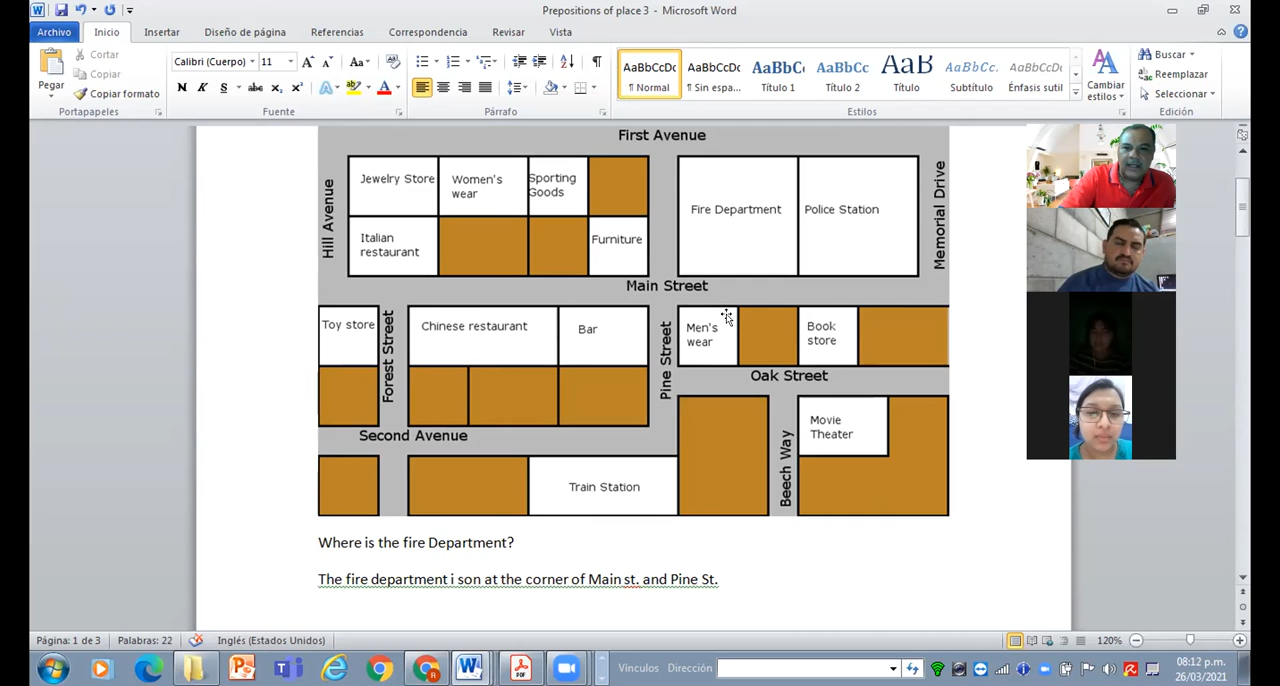 Prepositions of place 3 - Microsoft Word
Archivo Inicio Insertar Diseño de página Referencias Correspondencia Revisar Vista
Pegar
Cortar
Copiar
Copiar formato
Portapapeles
Calibri (Cuerpo) 11
Fuente
Párrafo
AaBbCcDc AaBbCcDc AaBbC AaBbCc AaB AaBbCc. AaBbCcDc
¶ Normal ¶ Sin espa... Título 1 Título 2 Título Subtítulo Énfasis sutil
Estilos
Cambiar
estilos
Buscar
Reemplazar
Seleccionar
Edición
First Avenue
Hill Avenue
Jewelry Store
Women's
wear
Sporting
Goods
Fire Department
Police Station
Memorial Drive
Italian
restaurant
Furniture
Main Street
Toy store
Forest Street
Chinese restaurant
Bar
Pine Street
Men's
wear
Book
store
Oak Street
Second Avenue
Movie
Theater
Beech Way
Train Station
Where is the fire Department?
The fire department i son at the corner of Main st. and Pine St.
Página: 1 de 3 Palabras: 22 Inglés (Estados Unidos) 120%
Vínculos Dirección
08:12 p.m.
26/03/2021